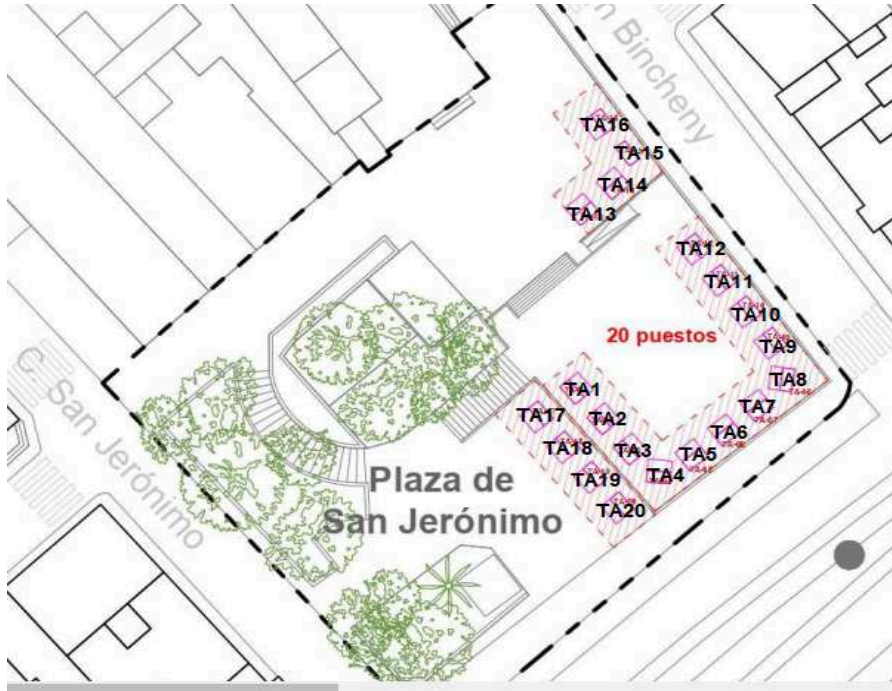 n Bincheny
TA16
TA15
TA14
TA13
TA12
TA11
TA10
20 puestos
TA9
TA8
TA1
TA7
TA17
TA2
TA6
TA18
TA3
TA5
TA4
TA19
TA20
C. San Jerónimo
Plaza de
San Jerónimo